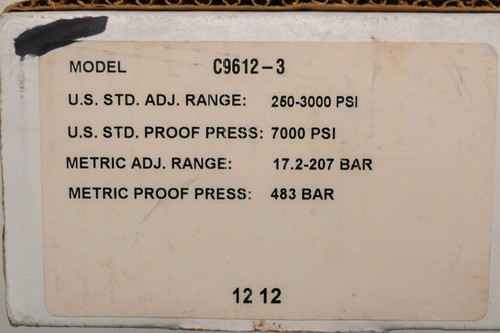 MODEL C9612-3
U.S. STD. ADJ. RANGE: 250-3000 PSI
U.S. STD. PROOF PRESS: 7000 PSI
METRIC ADJ. RANGE: 17.2-207 BAR
METRIC PROOF PRESS: 483 BAR
12 12